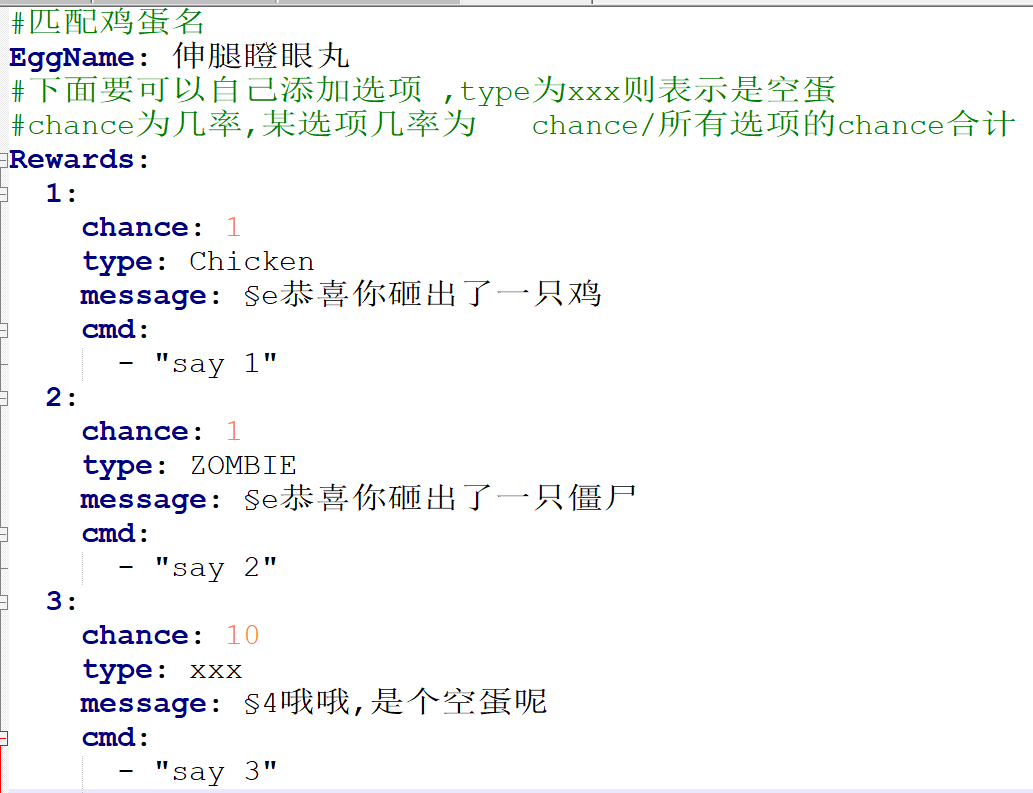 #匹配鸡蛋名
EggName: 伸腿瞪眼丸
#下面要可以自己添加选项 ,type为xxx则表示是空蛋
#chance为几率,某选项几率为   chance/所有选项的chance合计
Rewards:
  1:
    chance: 1
    type: Chicken
    message: §e恭喜你砸出了一只鸡
    cmd:
      - "say 1"
  2:
    chance: 1
    type: ZOMBIE
    message: §e恭喜你砸出了一只僵尸
    cmd:
      - "say 2"
  3:
    chance: 10
    type: xxx
    message: §4哦哦,是个空蛋呢
    cmd:
      - "say 3"